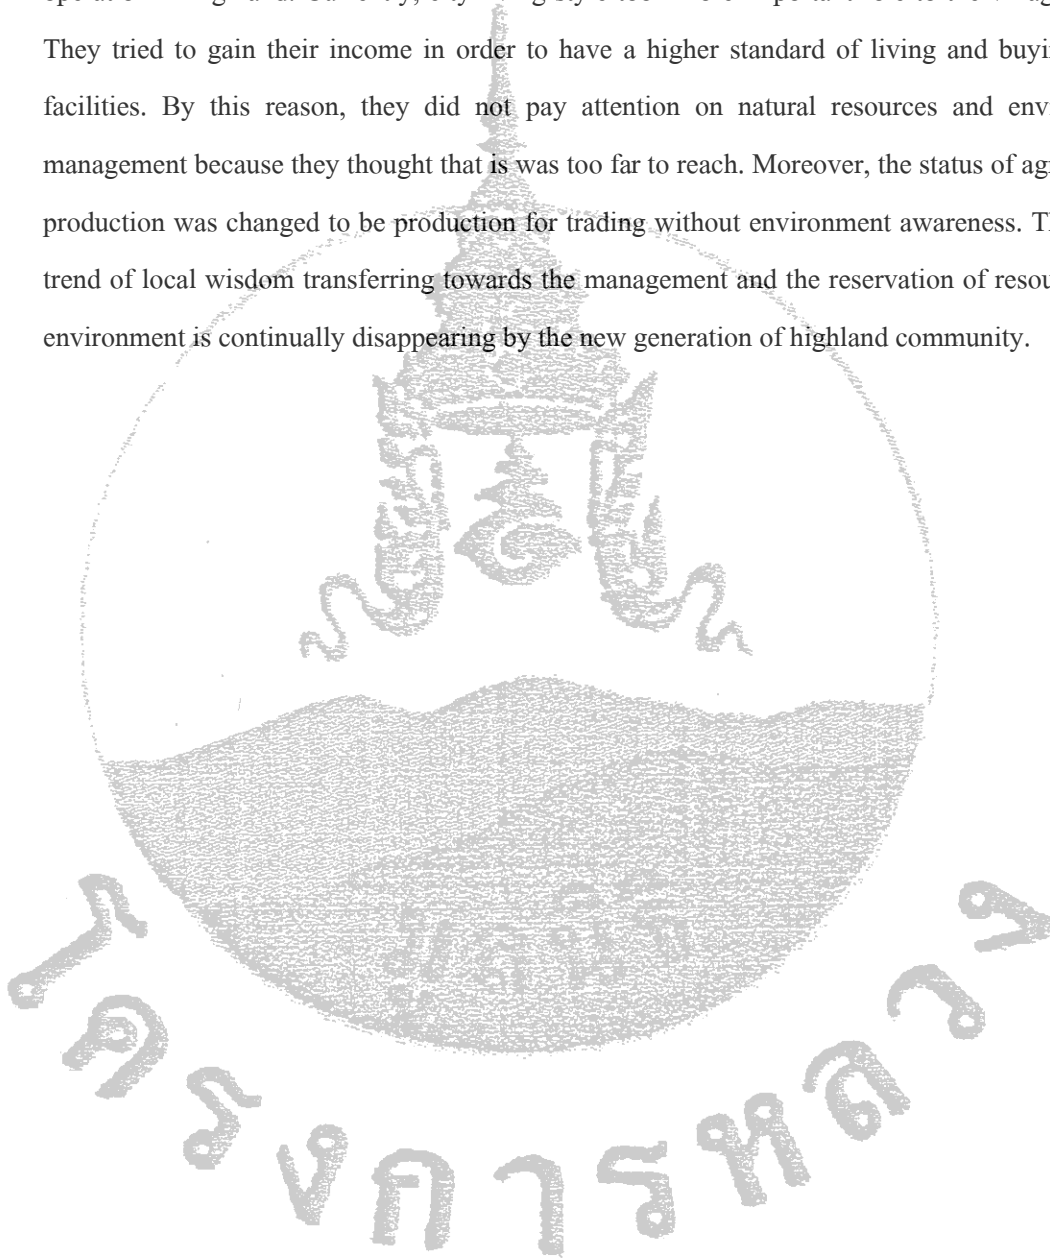 They tried to gain their income in order to have a higher standard of living and
facilities. By this reason, they did not pay attention on natural resources and
management because they thought that is was too far to reach. Moreover, the status of
production was changed to be production for trading without environment awareness.
trend of local wisdom transferring towards the management and the reservation of
environment is continually disappearing by the new generation of highland community.
มูลนิธิ
โครงการหลวง